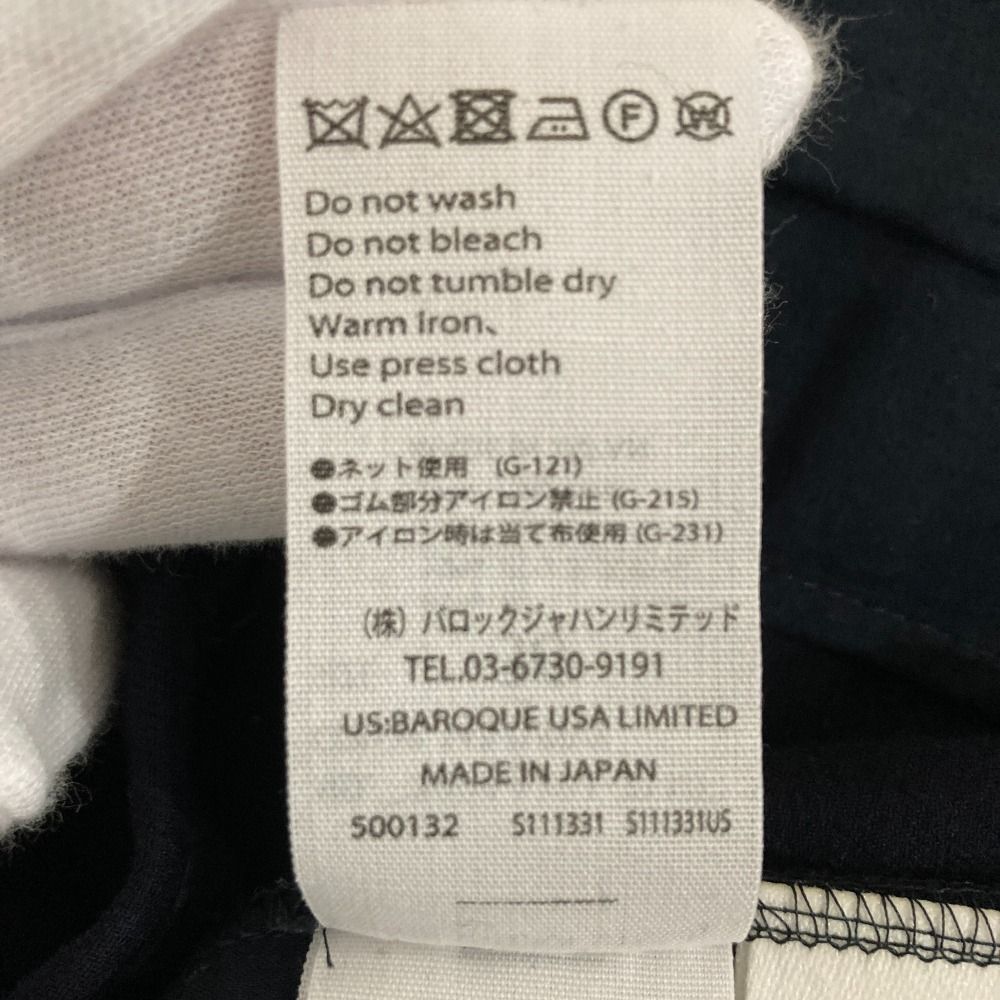 F W
Do not wash
Do not bleach
Do not tumble dry
Warm iron、
Use press cloth
Dry clean
●ネット使用 (G-121)
●ゴム部分アイロン禁止 (G-215)
●アイロン時は当て布使用 (G-231)
(株) バロックジャパンリミテッド
TEL.03-6730-9191
US:BAROQUE USA LIMITED
MADE IN JAPAN
500132 S111331 S111331US